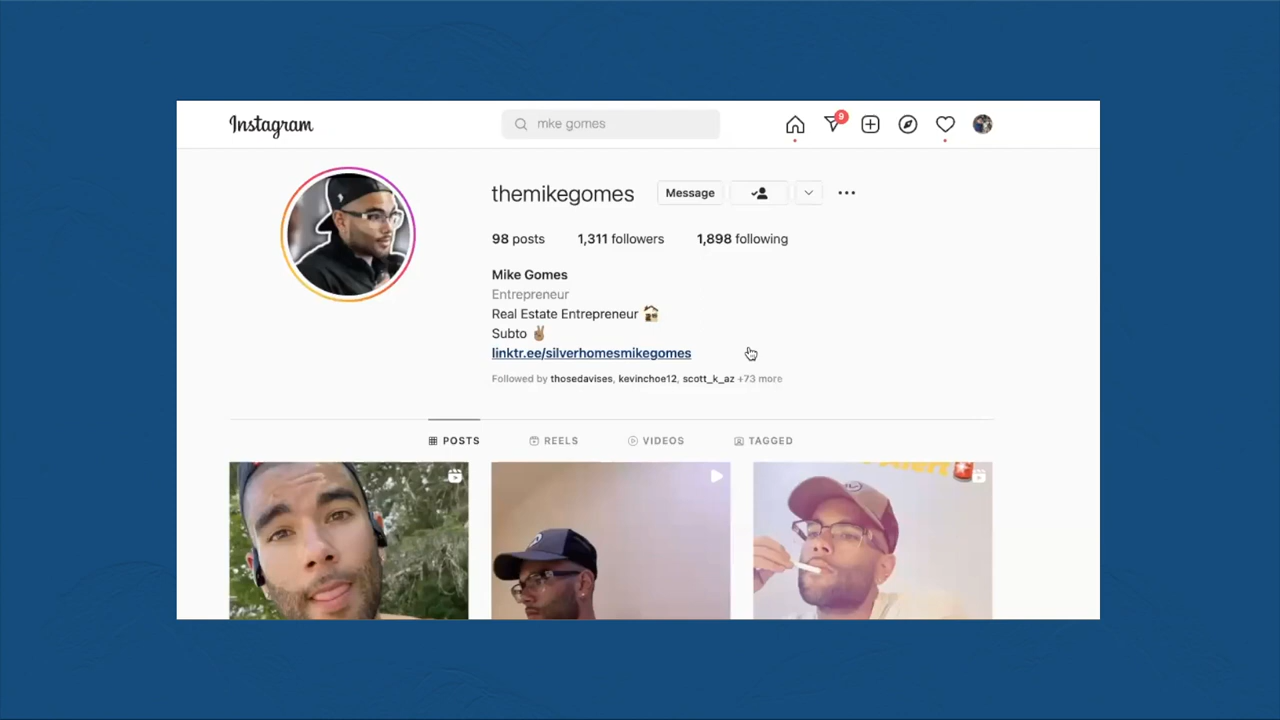 Instagram
mke gomes
9
themikegomes
Message
98 posts
1,311 followers
1,898 following
Mike Gomes
Entrepreneur
Real Estate Entrepreneur 🏠
Subto ✌🏽
linktr.ee/silverhomesmikegomes
Followed by thosedavises, kevinchoe12, scott_k_az +73 more
POSTS
REELS
VIDEOS
TAGGED